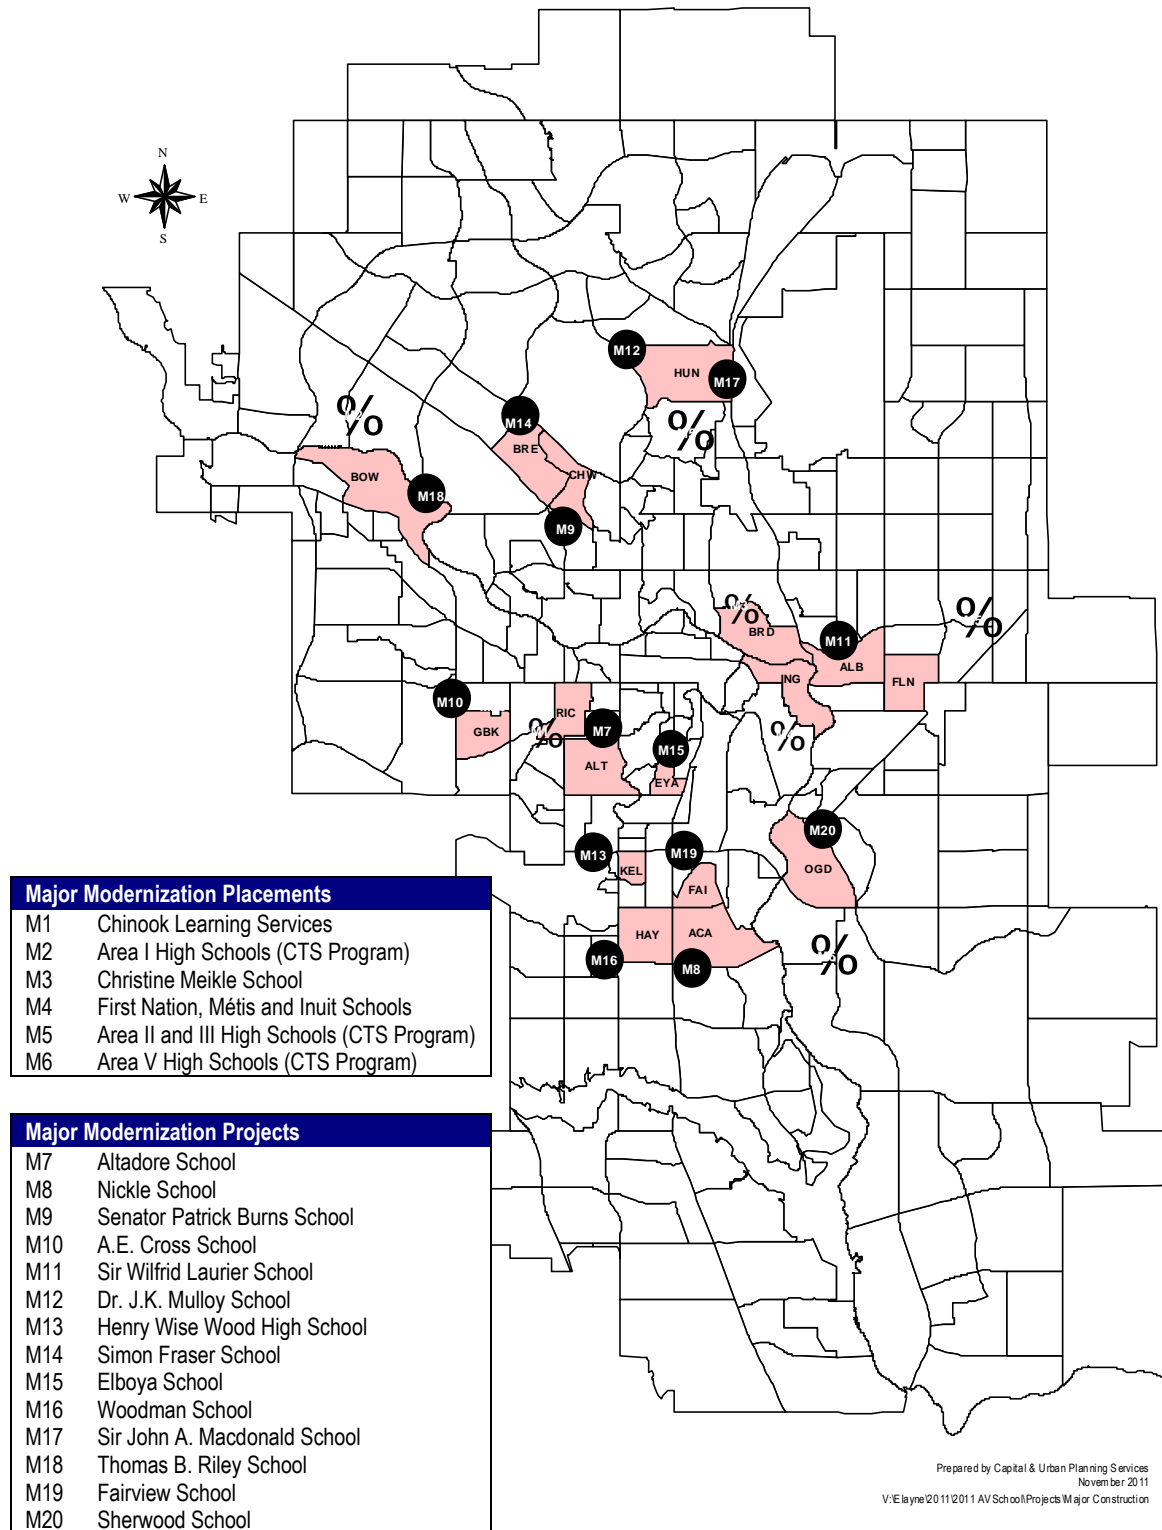 N
W E
S
M12
HUN
M17
%
M14
%
BRE
CHW
BOW
M18
M9
%
BRD
%
M11
ALB
ING
FLN
M10
RIC
M7
GBK
%
%
M15
ALT
EYA
M20
M13
M19
KEL
OGD
FAI
HAY
ACA
%
M16
M8
Major Modernization Placements
M1 Chinook Learning Services
M2 Area I High Schools (CTS Program)
M3 Christine Meikle School
M4 First Nation, Métis and Inuit Schools
M5 Area II and III High Schools (CTS Program)
M6 Area V High Schools (CTS Program)
Major Modernization Projects
M7 Altadore School
M8 Nickle School
M9 Senator Patrick Burns School
M10 A.E. Cross School
M11 Sir Wilfrid Laurier School
M12 Dr. J.K. Mulloy School
M13 Henry Wise Wood High School
M14 Simon Fraser School
M15 Elboya School
M16 Woodman School
M17 Sir John A. Macdonald School
M18 Thomas B. Riley School
M19 Fairview School
M20 Sherwood School
Prepared by Capital & Urban Planning Services
November 2011
V:\Elayne\2011\2011 AVSchool\Projects\Major Construction